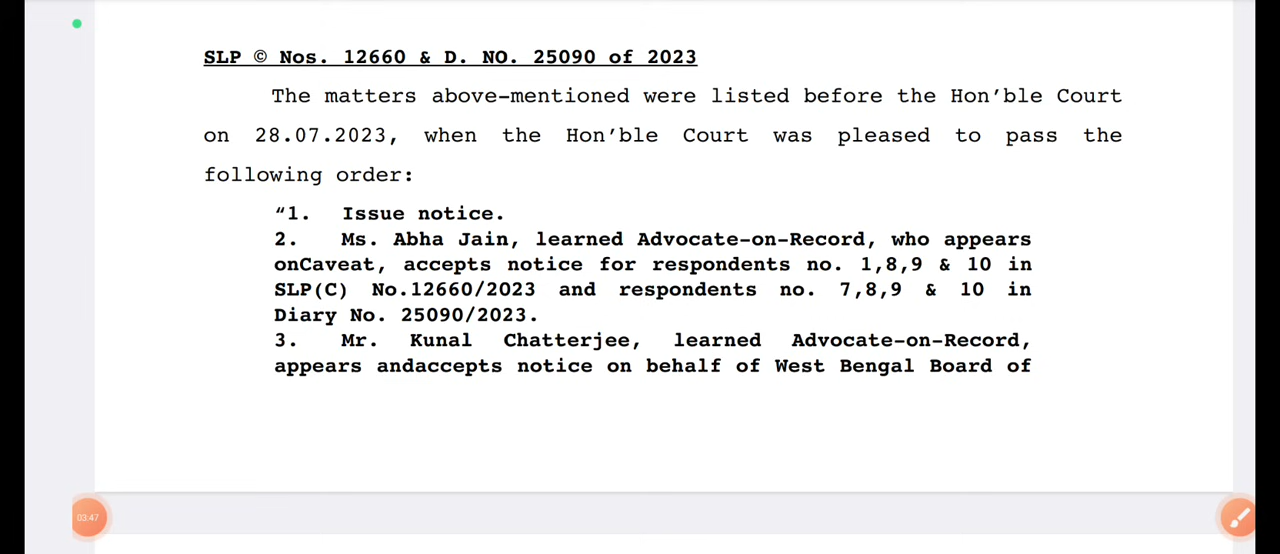 SLP © Nos. 12660 & D. NO. 25090 of 2023
The matters above-mentioned were listed before the Hon’ble Court
on 28.07.2023, when the Hon’ble Court was pleased to pass the
following order:
“1. Issue notice.
2. Ms. Abha Jain, learned Advocate-on-Record, who appears
onCaveat, accepts notice for respondents no. 1,8,9 & 10 in
SLP(C) No.12660/2023 and respondents no. 7,8,9 & 10 in
Diary No. 25090/2023.
3. Mr. Kunal Chatterjee, learned Advocate-on-Record,
appears andaccepts notice on behalf of West Bengal Board of
03:47